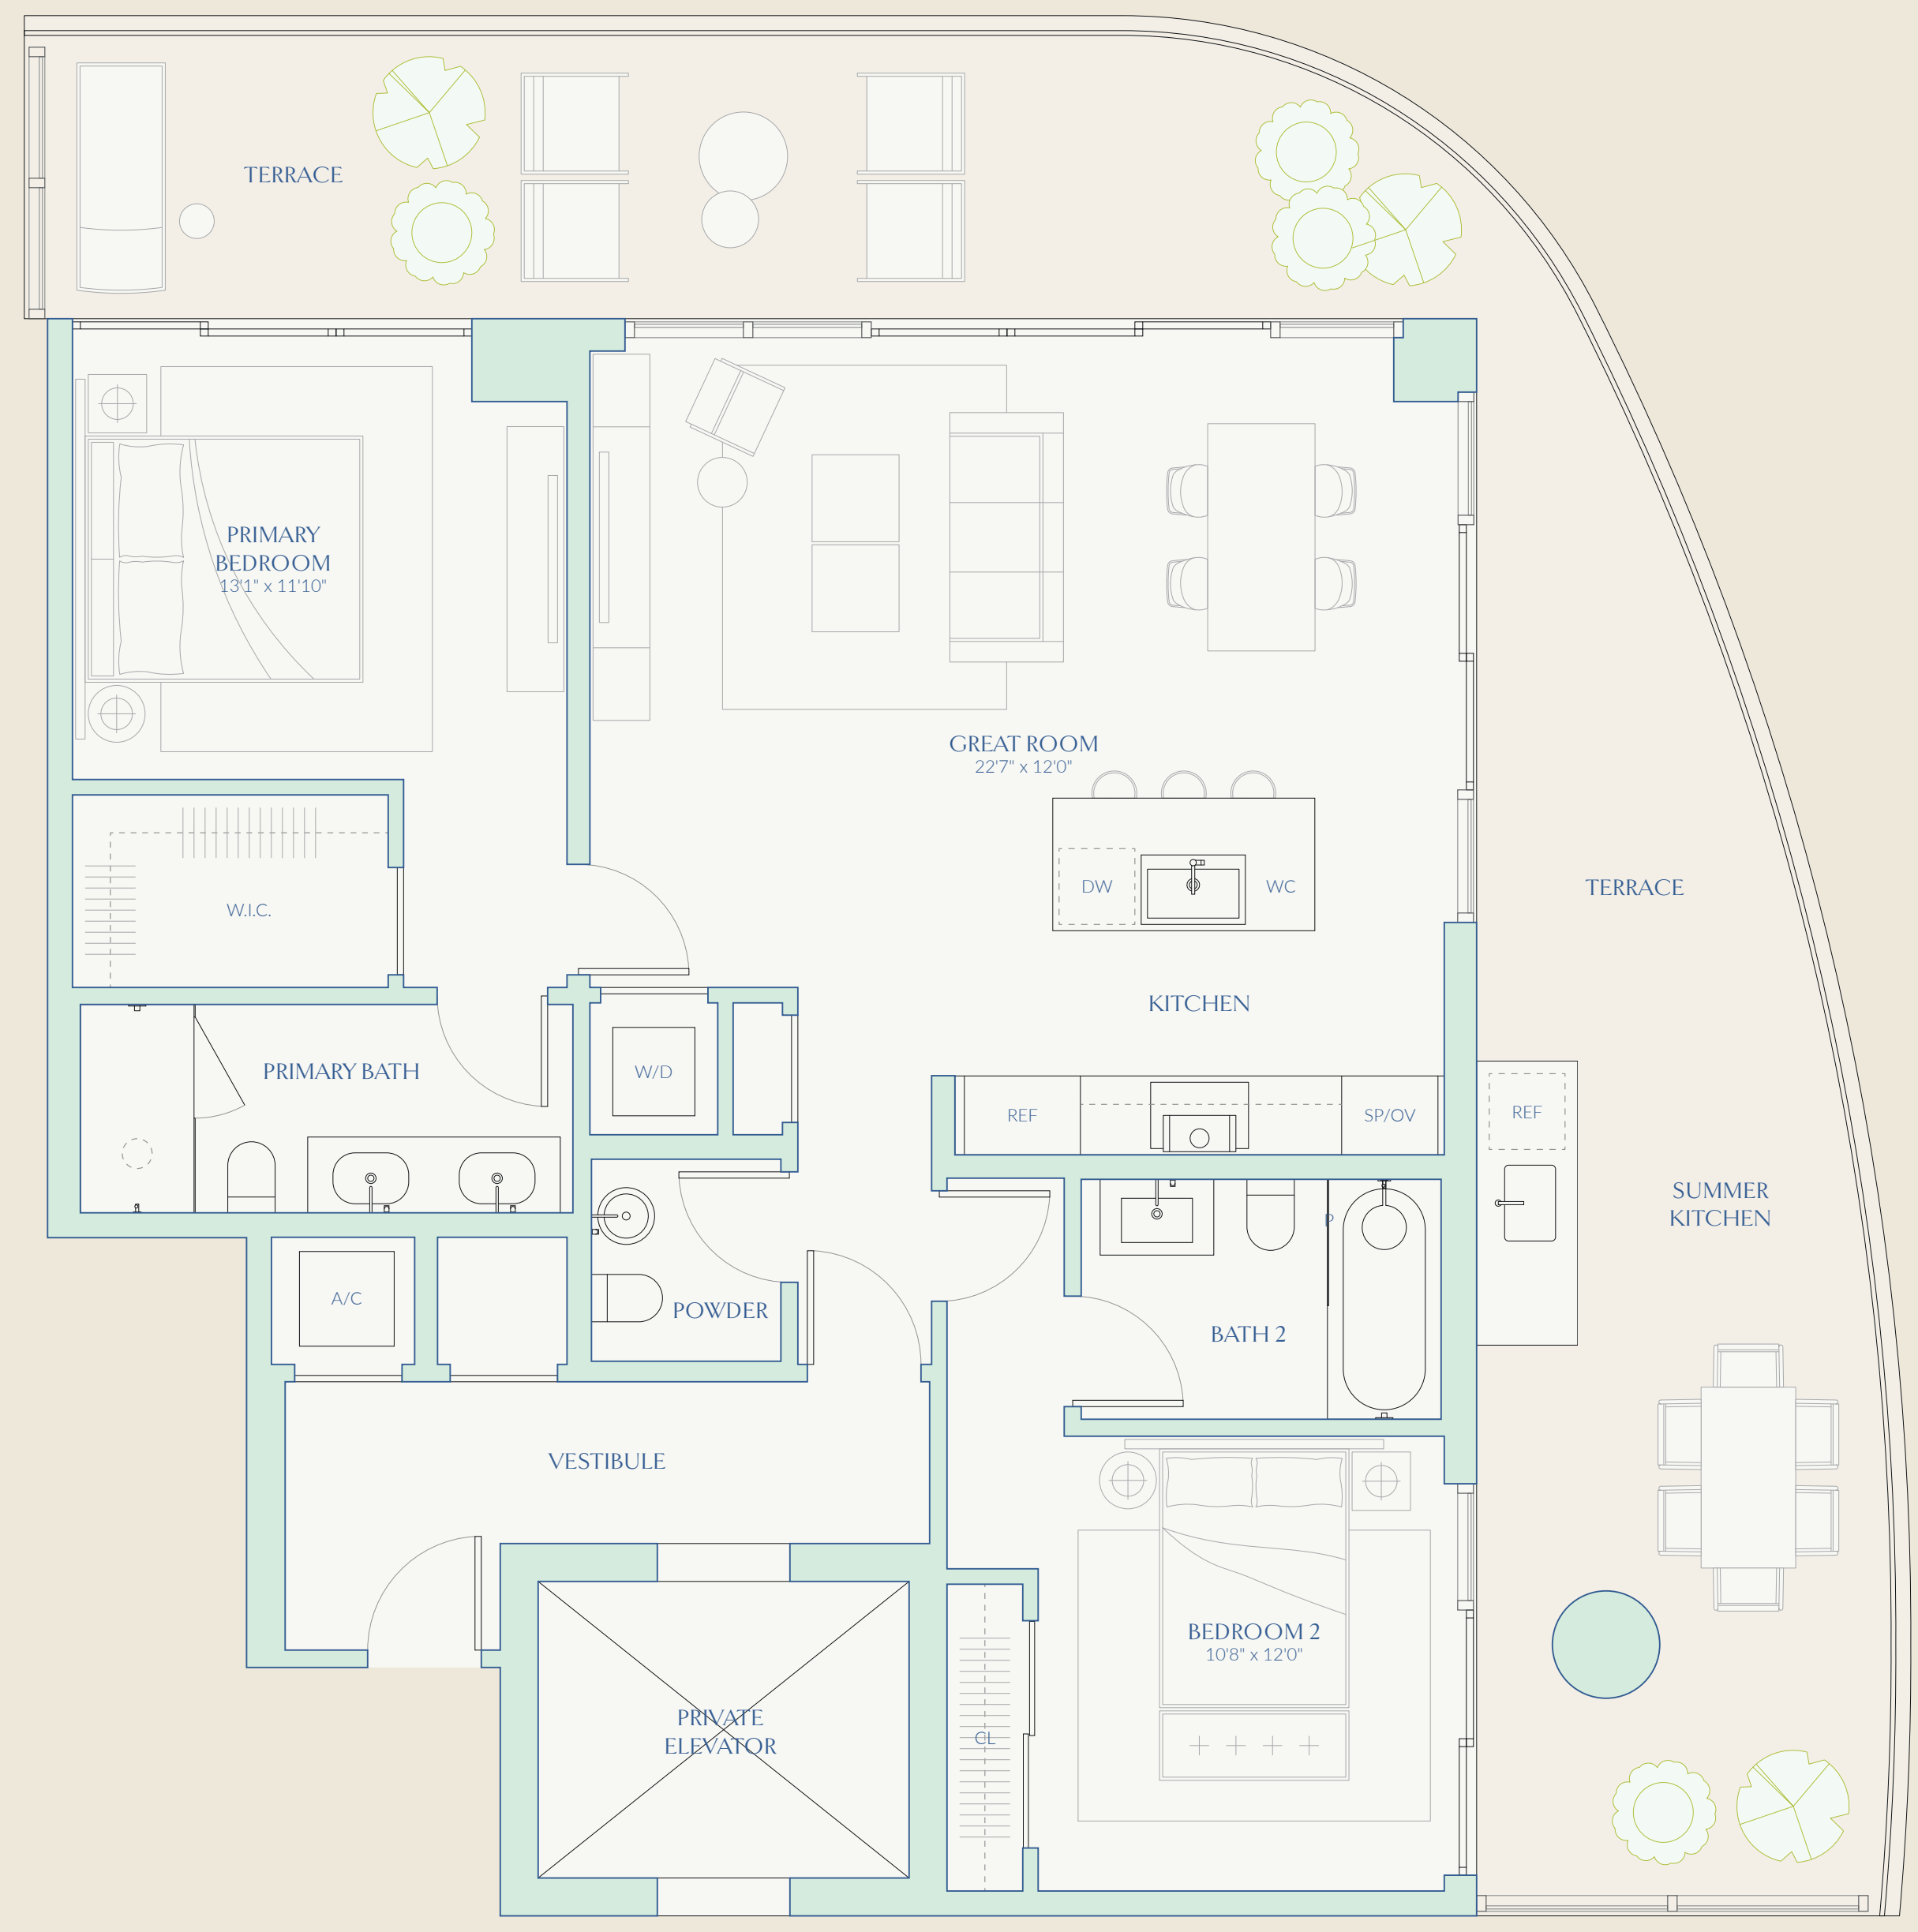 TERRACE
PRIMARY
BEDROOM
13'1" x 11'10"
GREAT ROOM
22'7" x 12'0"
DW
WC
W.I.C.
TERRACE
KITCHEN
PRIMARY BATH
W/D
REF
SP/OV
REF
SUMMER
KITCHEN
P
A/C
POWDER
BATH 2
VESTIBULE
BEDROOM 2
10'8" x 12'0"
PRIVATE
ELEVATOR
CL